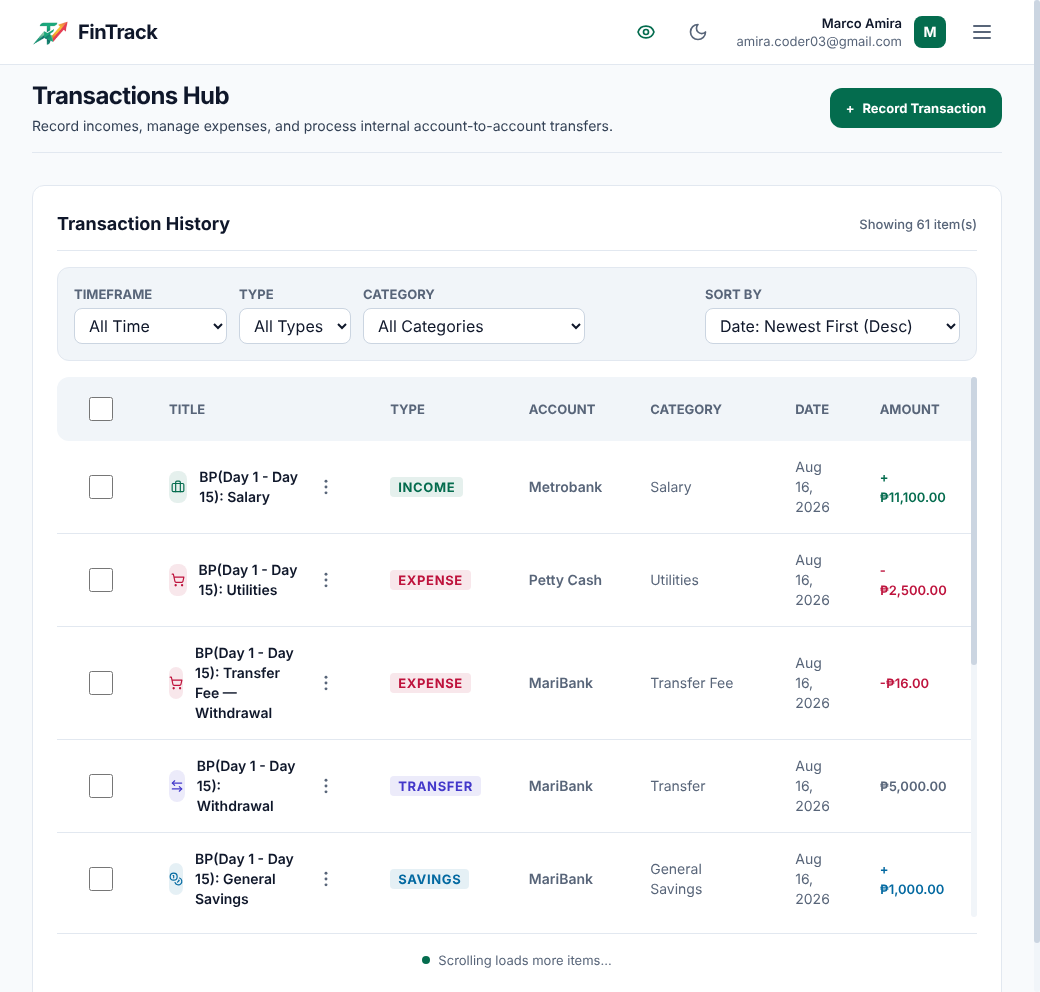 FinTrack
Marco Amira
amira.coder03@gmail.com
M
Transactions Hub
Record incomes, manage expenses, and process internal account-to-account transfers.
+ Record Transaction
Transaction History
Showing 61 item(s)
TIMEFRAME TYPE CATEGORY SORT BY
All Time All Types All Categories Date: Newest First (Desc)
TITLE TYPE ACCOUNT CATEGORY DATE AMOUNT
BP(Day 1 - Day
15): Salary
INCOME
Metrobank
Salary
Aug
16,
2026
+
₱11,100.00
BP(Day 1 - Day
15): Utilities
EXPENSE
Petty Cash
Utilities
Aug
16,
2026
-
₱2,500.00
BP(Day 1 - Day
15): Transfer
Fee —
Withdrawal
EXPENSE
MariBank
Transfer Fee
Aug
16,
2026
-₱16.00
BP(Day 1 - Day
15):
Withdrawal
TRANSFER
MariBank
Transfer
Aug
16,
2026
₱5,000.00
BP(Day 1 - Day
15): General
Savings
SAVINGS
MariBank
General
Savings
Aug
16,
2026
+
₱1,000.00
Scrolling loads more items...